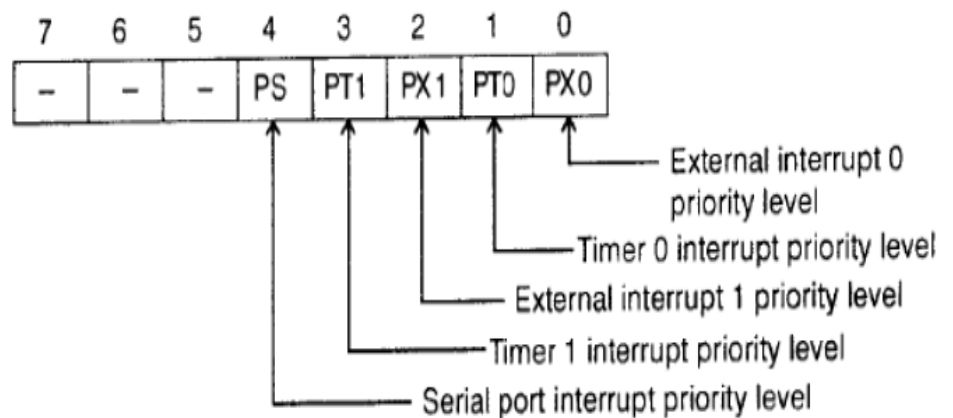 7 6 5 4 3 2 1 0
– – – PS PT1 PX1 PT0 PX0
External interrupt 0
priority level
Timer 0 interrupt priority level
External interrupt 1 priority level
Timer 1 interrupt priority level
Serial port interrupt priority level